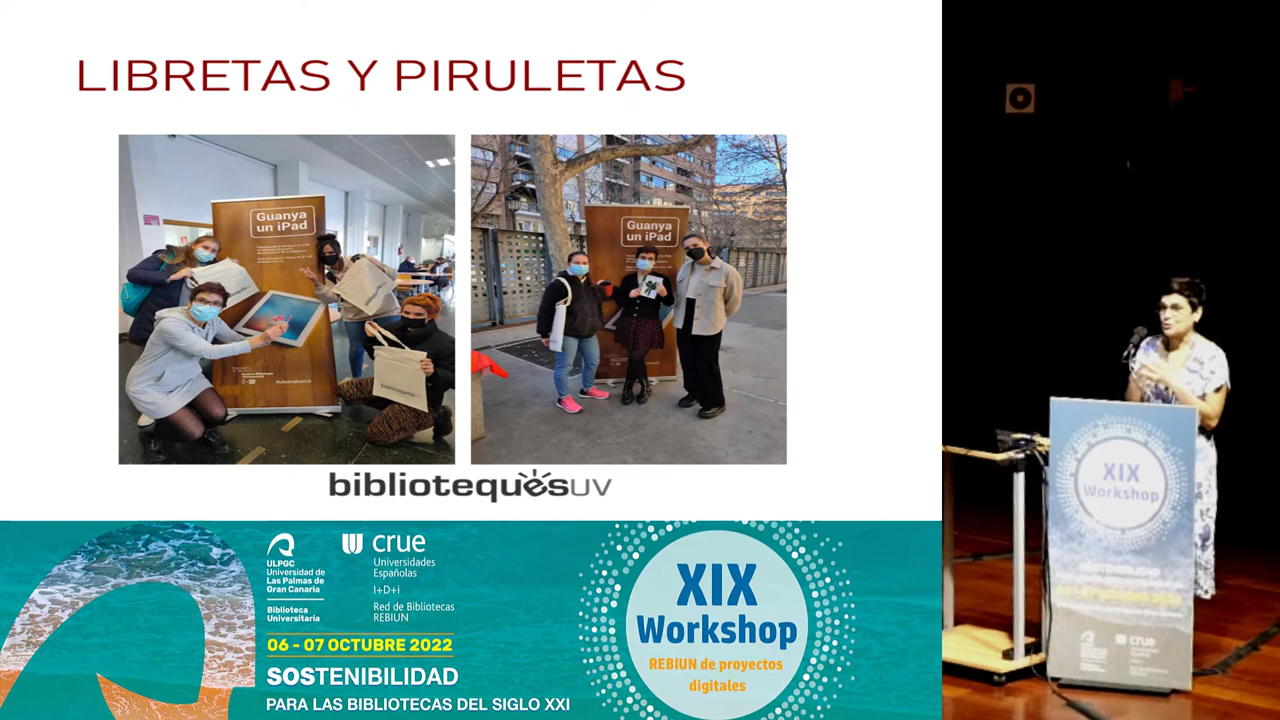 LIBRETAS Y PIRULETAS
Guanya
un iPad
Guanya
un iPad
bibliotequesuv
ULPGC
Universidad de
Las Palmas de
Gran Canaria
Biblioteca
Universitaria
crue
Universidades
Españolas
I+D+i
Red de Bibliotecas
REBIUN
06 - 07 OCTUBRE 2022
SOSTENIBILIDAD
PARA LAS BIBLIOTECAS DEL SIGLO XXI
XIX
Workshop
REBIUN de proyectos
digitales
XIX
Workshop
crue